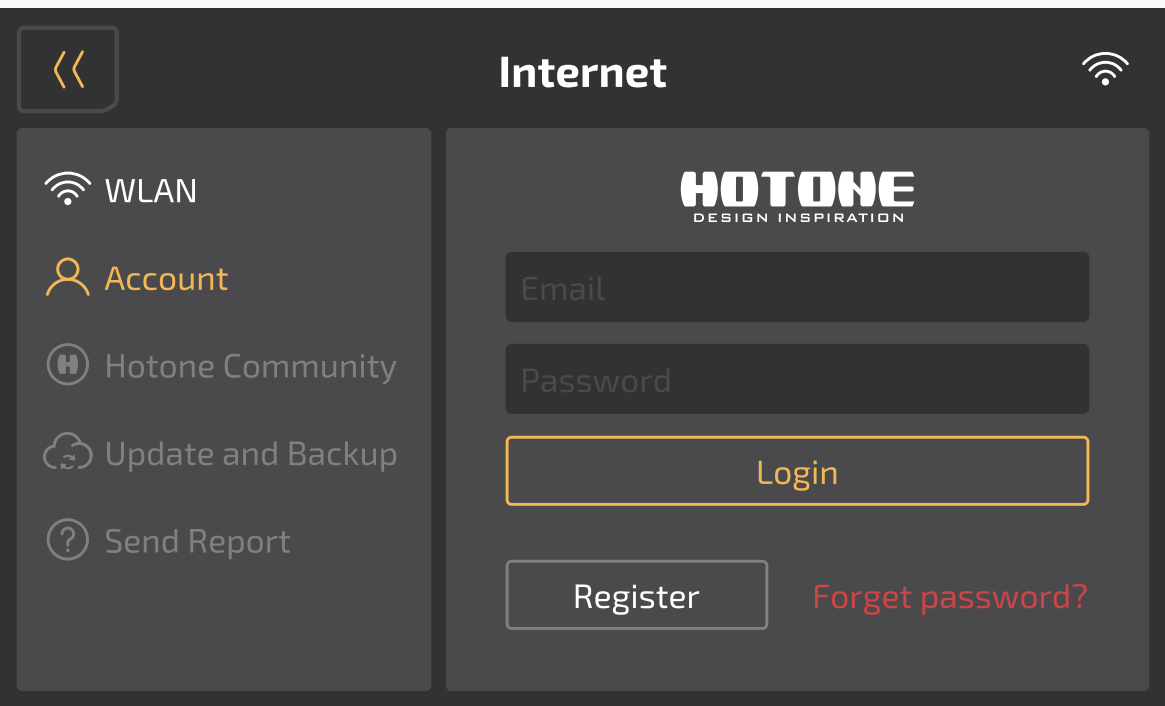 Internet
WLAN
Account
Hotone Community
Update and Backup
Send Report
HOTONE
DESIGN INSPIRATION
Email
Password
Login
Register
Forget password?